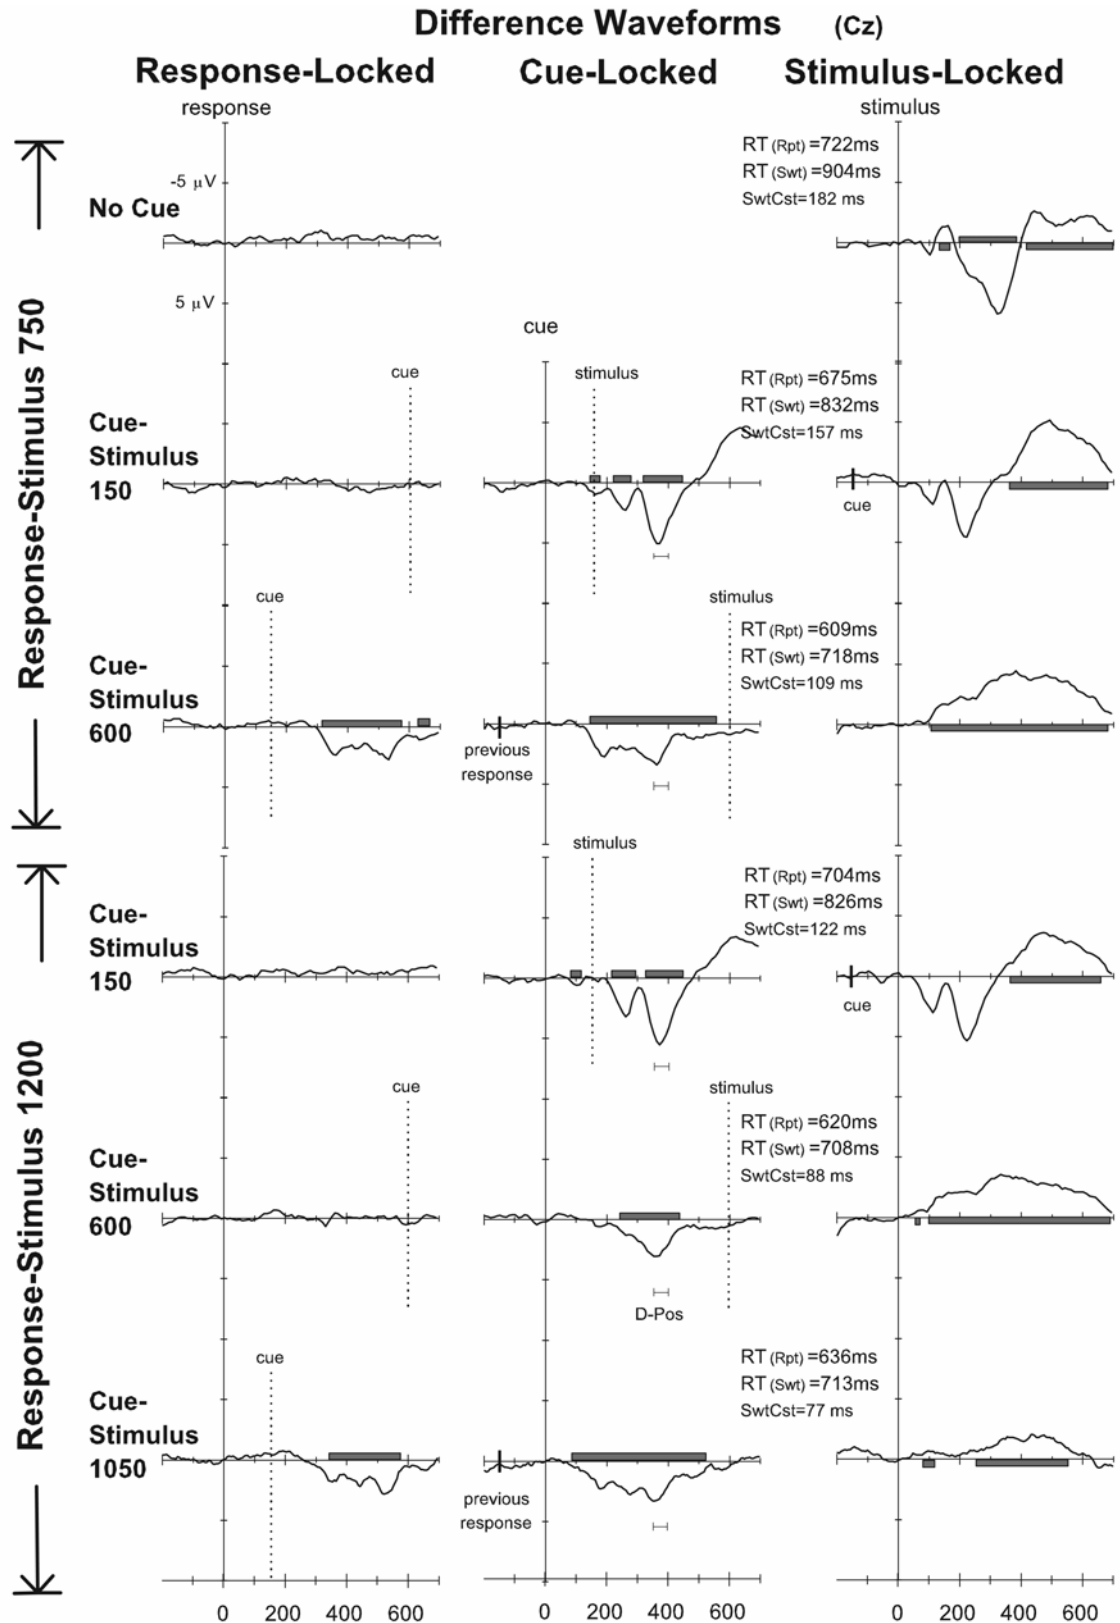 Difference Waveforms (Cz)
Response-Locked Cue-Locked Stimulus-Locked
response stimulus
Response-Stimulus 750
No Cue
-5 µV
5 µV
RT (Rpt) =722ms
RT (Swt) =904ms
SwtCst=182 ms
cue
Cue-
Stimulus
150
cue
stimulus
RT (Rpt) =675ms
RT (Swt) =832ms
SwtCst=157 ms
cue
Cue-
Stimulus
600
cue
previous
response
stimulus
RT (Rpt) =609ms
RT (Swt) =718ms
SwtCst=109 ms
Response-Stimulus 1200
Cue-
Stimulus
150
stimulus
RT (Rpt) =704ms
RT (Swt) =826ms
SwtCst=122 ms
cue
Cue-
Stimulus
600
cue
stimulus
D-Pos
RT (Rpt) =620ms
RT (Swt) =708ms
SwtCst=88 ms
Cue-
Stimulus
1050
cue
previous
response
RT (Rpt) =636ms
RT (Swt) =713ms
SwtCst=77 ms
0 200 400 600 0 200 400 600 0 200 400 600